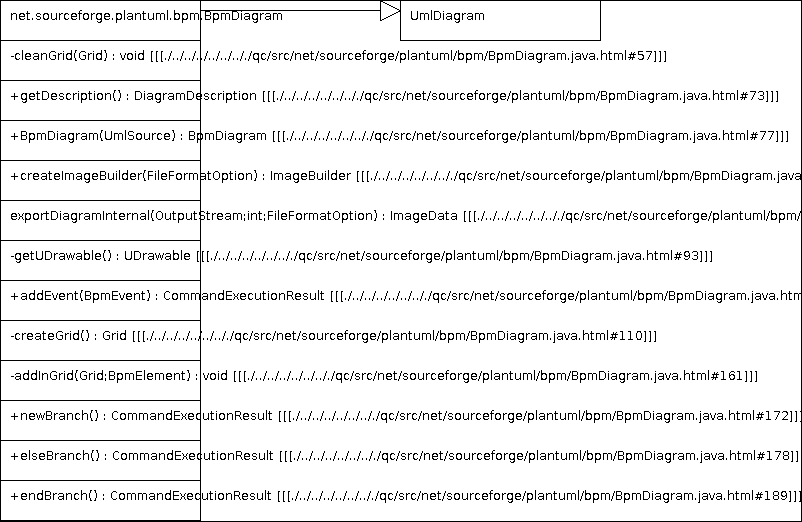 net.sourceforge.plantuml.bpm.BpmDiagram
UmlDiagram
-cleanGrid(Grid) : void [[[./../../../../../../../qc/src/net/sourceforge/plantuml/bpm/BpmDiagram.java.html#57]]]
+getDescription() : DiagramDescription [[[./../../../../../../../qc/src/net/sourceforge/plantuml/bpm/BpmDiagram.java.html#73]]]
+BpmDiagram(UmlSource) : BpmDiagram [[[./../../../../../../../qc/src/net/sourceforge/plantuml/bpm/BpmDiagram.java.html#77]]]
+createImageBuilder(FileFormatOption) : ImageBuilder [[[./../../../../../../../qc/src/net/sourceforge/plantuml/bpm/BpmDiagram.java
exportDiagramInternal(OutputStream;int;FileFormatOption) : ImageData [[[./../../../../../../../qc/src/net/sourceforge/plantuml/bpm/
-getUDrawable() : UDrawable [[[./../../../../../../../qc/src/net/sourceforge/plantuml/bpm/BpmDiagram.java.html#93]]]
+addEvent(BpmEvent) : CommandExecutionResult [[[./../../../../../../../qc/src/net/sourceforge/plantuml/bpm/BpmDiagram.java.htm
-createGrid() : Grid [[[./../../../../../../../qc/src/net/sourceforge/plantuml/bpm/BpmDiagram.java.html#110]]]
-addInGrid(Grid;BpmElement) : void [[[./../../../../../../../qc/src/net/sourceforge/plantuml/bpm/BpmDiagram.java.html#161]]]
+newBranch() : CommandExecutionResult [[[./../../../../../../../qc/src/net/sourceforge/plantuml/bpm/BpmDiagram.java.html#172]]]
+elseBranch() : CommandExecutionResult [[[./../../../../../../../qc/src/net/sourceforge/plantuml/bpm/BpmDiagram.java.html#178]]]
+endBranch() : CommandExecutionResult [[[./../../../../../../../qc/src/net/sourceforge/plantuml/bpm/BpmDiagram.java.html#189]]]